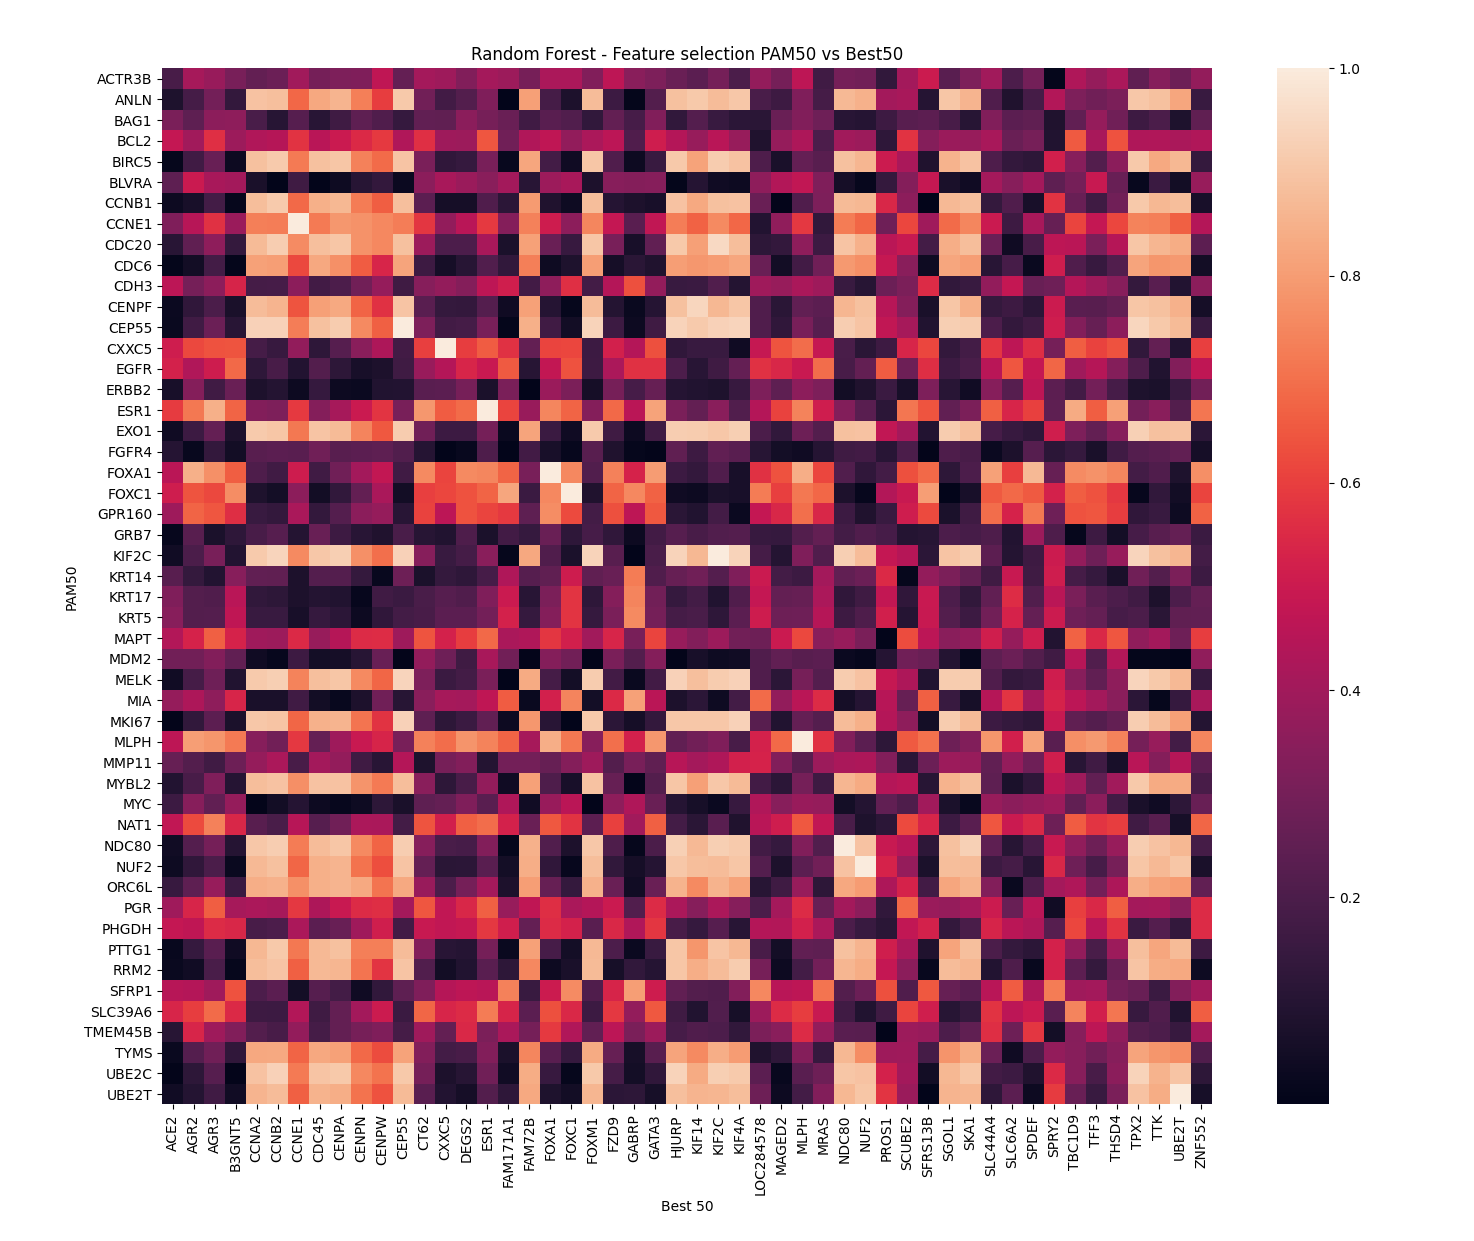 Random Forest - Feature selection PAM50 vs Best50
ACTR3B
ANLN
BAG1
BCL2
BIRC5
BLVRA
CCNB1
CCNE1
CDC20
CDC6
CDH3
CENPF
CEP55
CXXC5
EGFR
ERBB2
ESR1
EXO1
FGFR4
FOXA1
FOXC1
GPR160
GRB7
KIF2C
KRT14
KRT17
KRT5
MAPT
MDM2
MELK
MIA
MKI67
MLPH
MMP11
MYBL2
MYC
NAT1
NDC80
NUF2
ORC6L
PGR
PHGDH
PTTG1
RRM2
SFRP1
SLC39A6
TMEM45B
TYMS
UBE2C
UBE2T
PAM50
ACE2
AGR2
AGR3
B3GNT5
CCNA2
CCNB2
CCNE1
CDC45
CENPA
CENPN
CENPW
CEP55
CT62
CXXC5
DEGS2
ESR1
FAM171A1
FAM72B
FOXA1
FOXC1
FOXM1
FZD9
GABRP
GATA3
HJURP
KIF14
KIF2C
KIF4A
LOC284578
MAGED2
MLPH
MRAS
NDC80
NUF2
PROS1
SCUBE2
SFRS13B
SGOL1
SKA1
SLC44A4
SLC6A2
SPDEF
SPRY2
TBC1D9
TFF3
THSD4
TPX2
TTK
UBE2T
ZNF552
Best 50
1.0
0.8
0.6
0.4
0.2